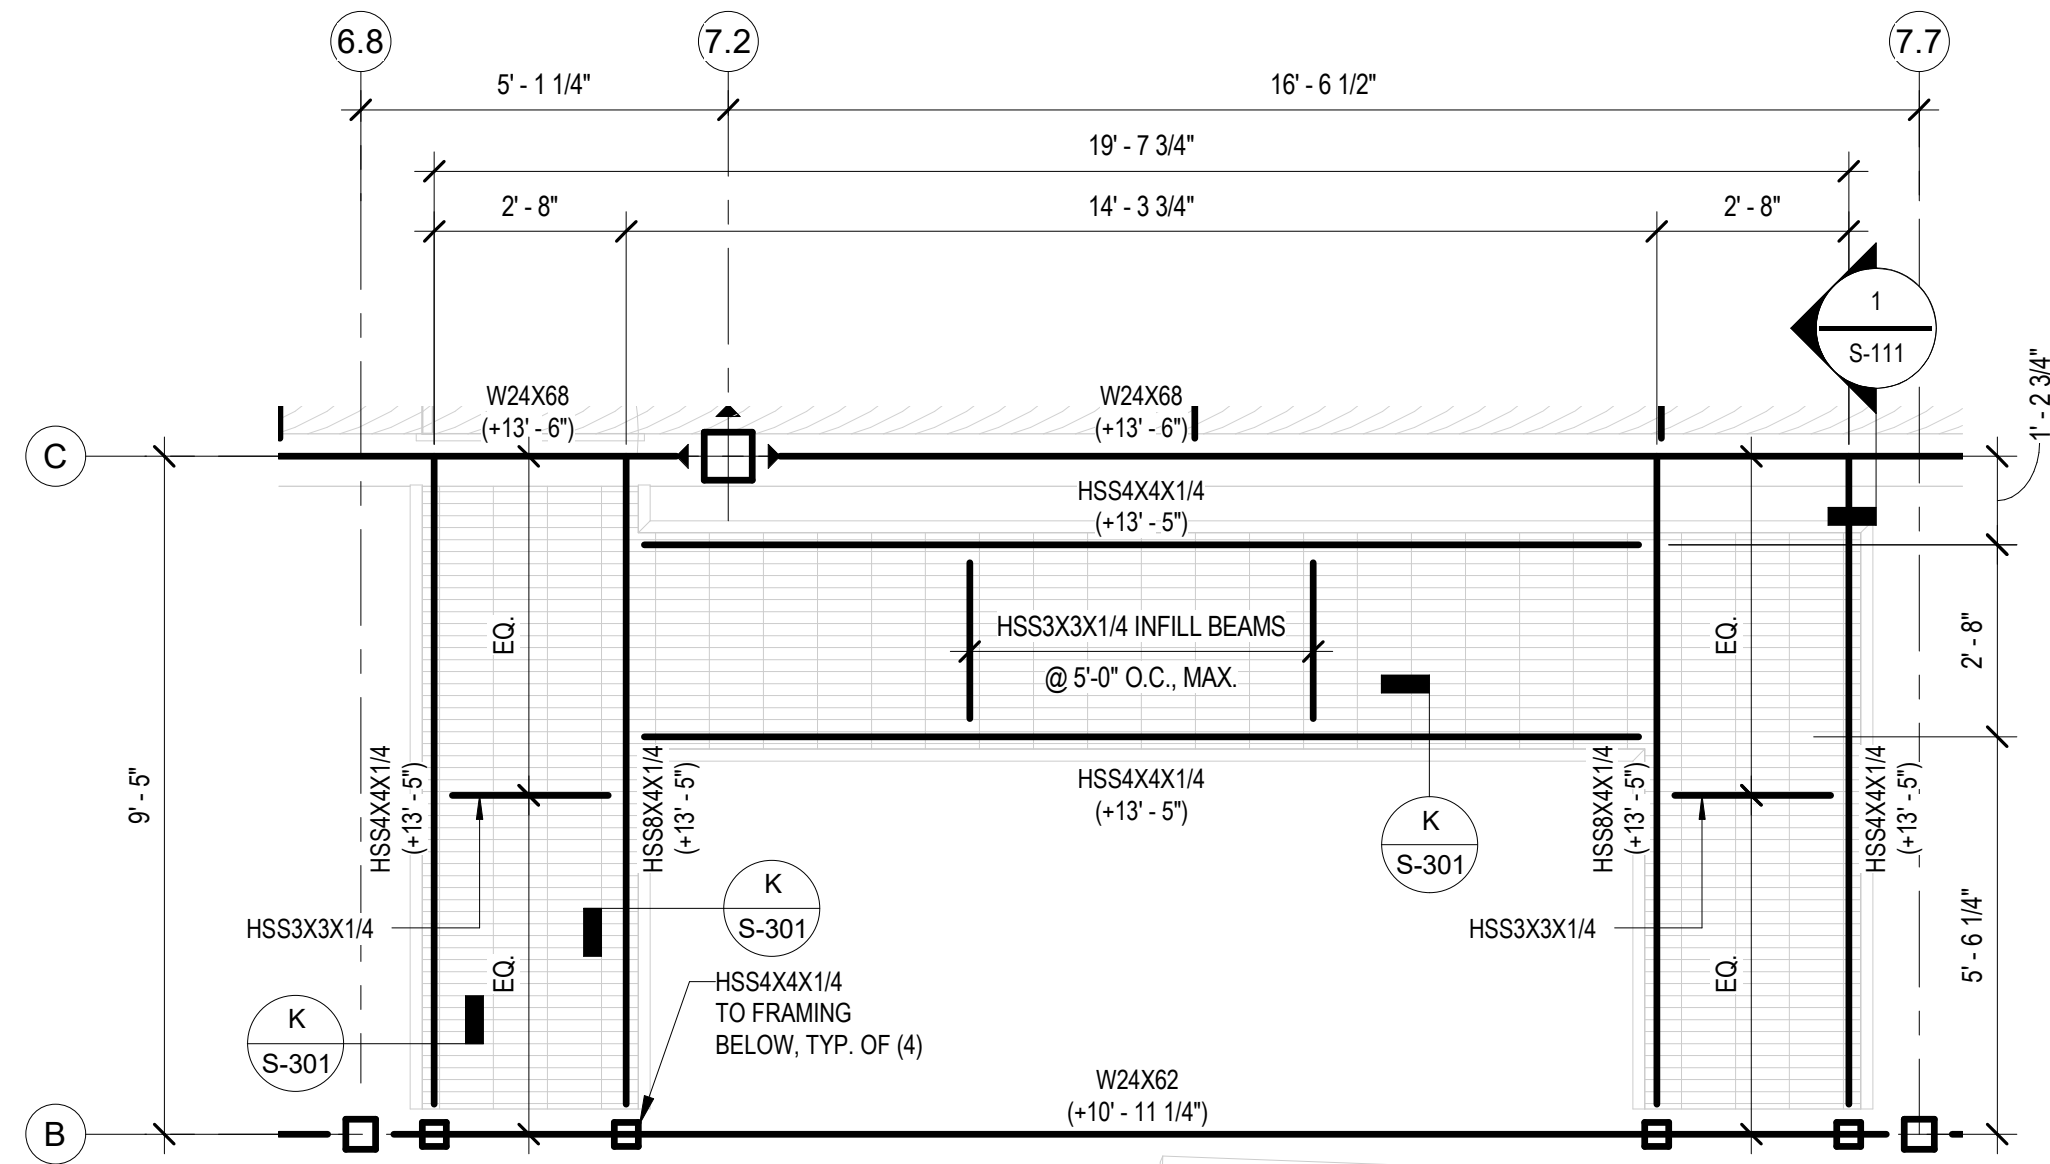 6.8
7.2
7.7
5' - 1 1/4"
16' - 6 1/2"
19' - 7 3/4"
2' - 8"
14' - 3 3/4"
2' - 8"
1
S-111
1' - 2 3/4"
W24X68
(+13' - 6")
W24X68
(+13' - 6")
C
HSS4X4X1/4
(+13' - 5")
EQ.
HSS3X3X1/4 INFILL BEAMS
@ 5'-0" O.C., MAX.
EQ.
2' - 8"
9' - 5"
HSS4X4X1/4
(+13' - 5")
HSS8X4X1/4
(+13' - 5")
HSS4X4X1/4
(+13' - 5")
HSS8X4X1/4
(+13' - 5")
HSS4X4X1/4
(+13' - 5")
K
S-301
K
S-301
HSS3X3X1/4
HSS3X3X1/4
EQ.
EQ.
5' - 6 1/4"
HSS4X4X1/4
TO FRAMING
BELOW, TYP. OF (4)
K
S-301
W24X62
(+10' - 11 1/4")
B